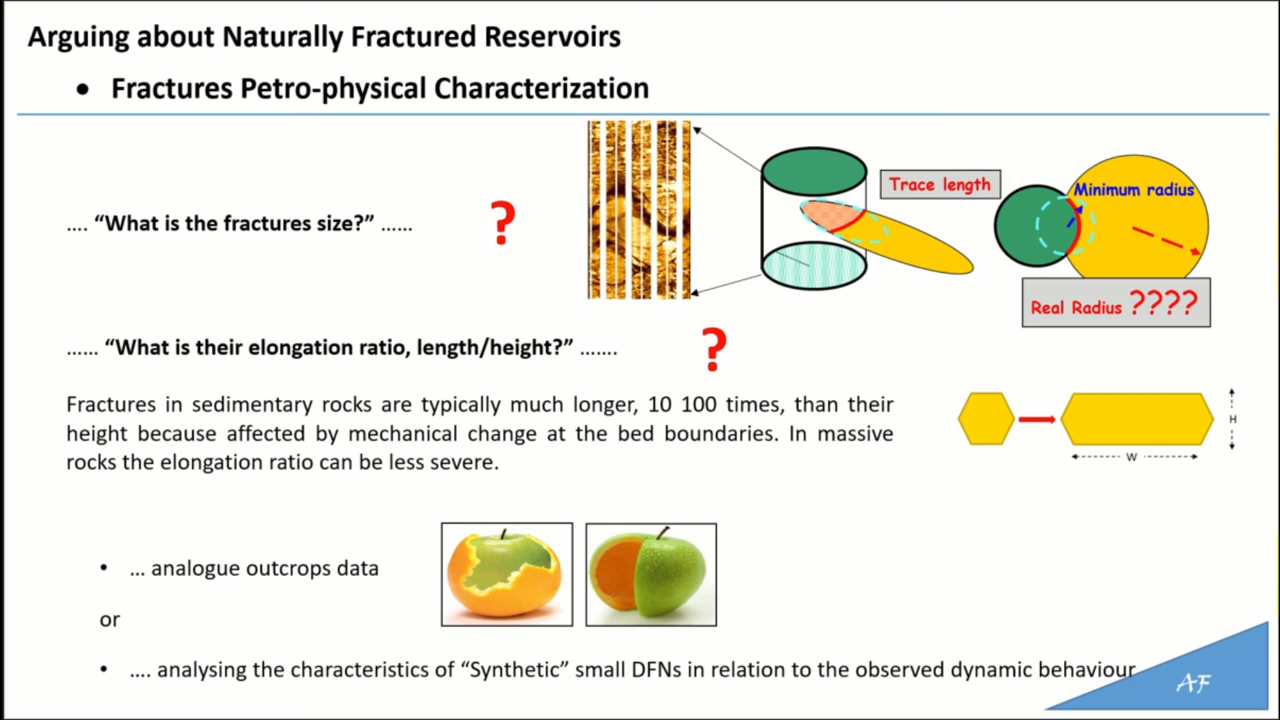 Arguing about Naturally Fractured Reservoirs
• Fractures Petro-physical Characterization
.... “What is the fractures size?” ......
?
Trace length
Minimum radius
Real Radius ????
...... “What is their elongation ratio, length/height?” .......
?
Fractures in sedimentary rocks are typically much longer, 10 100 times, than their
height because affected by mechanical change at the bed boundaries. In massive
rocks the elongation ratio can be less severe.
H
W
• ... analogue outcrops data
or
• .... analysing the characteristics of “Synthetic” small DFNs in relation to the observed dynamic behaviour
AF